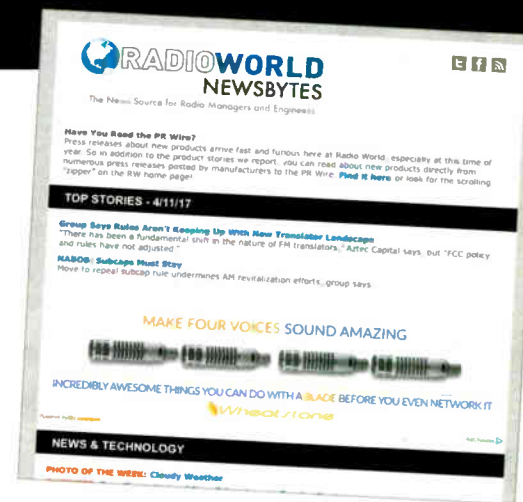 RADIOWORLD
NEWSBYTES
The News Source for Radio Managers and Engineers
Have You Read the PR Wire?
Press releases about new products arrive fast and furious here at Radio World, especially at this time of
year. So in addition to the product stories we report, you can read about new products directly from
numerous press releases posted by manufacturers to the PR Wire. Find it here or look for the scrolling
"zipper" on the RW home page!
TOP STORIES - 4/11/17
Group Says Rules Aren't Keeping Up With New Translator Landscape
"There has been a fundamental shift in the nature of FM translators," Aztec Capital says, but "FCC policy
and rules have not adjusted."
NABOB: Subcaps Must Stay
Move to repeal subcap rule undermines AM revitalization efforts, group says
MAKE FOUR VOICES SOUND AMAZING
INCREDIBLY AWESOME THINGS YOU CAN DO WITH A BLADE BEFORE YOU EVEN NETWORK IT
Wheatstone
NEWS & TECHNOLOGY
PHOTO OF THE WEEK: Cloudy Weather